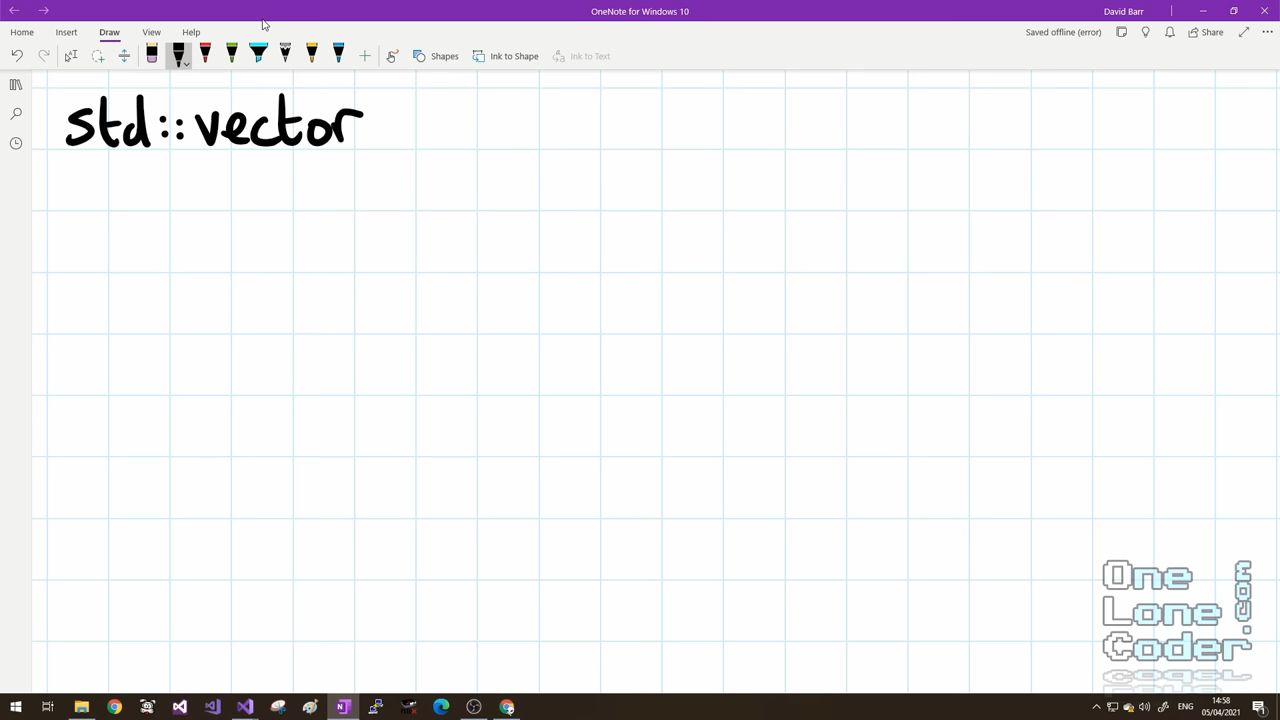 OneNote for Windows 10
David Barr
Home Insert Draw View Help
Saved offline (error)
Share
Shapes
Ink to Shape
Ink to Text
std::vector
One
Lone
Coder
.com
ENG
14:58
05/04/2021